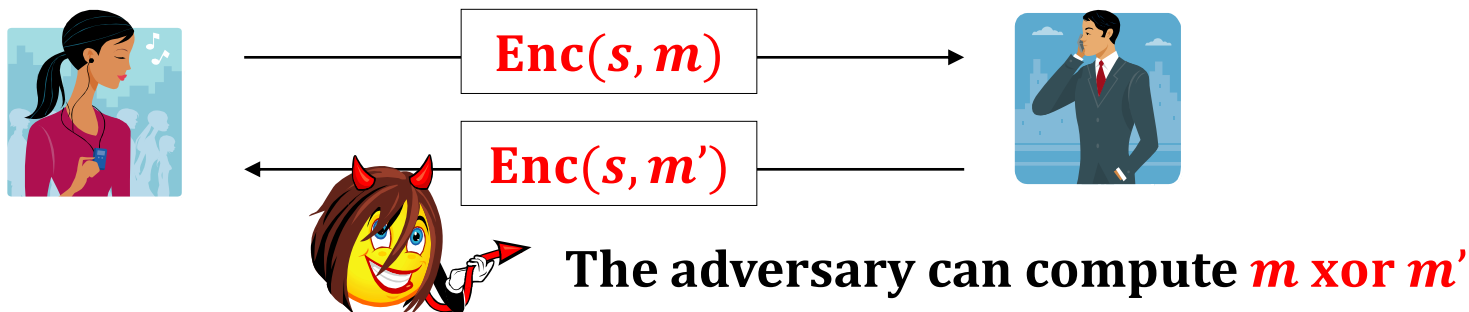 Enc(s, m)
Enc(s, m’)
The adversary can compute m xor m’